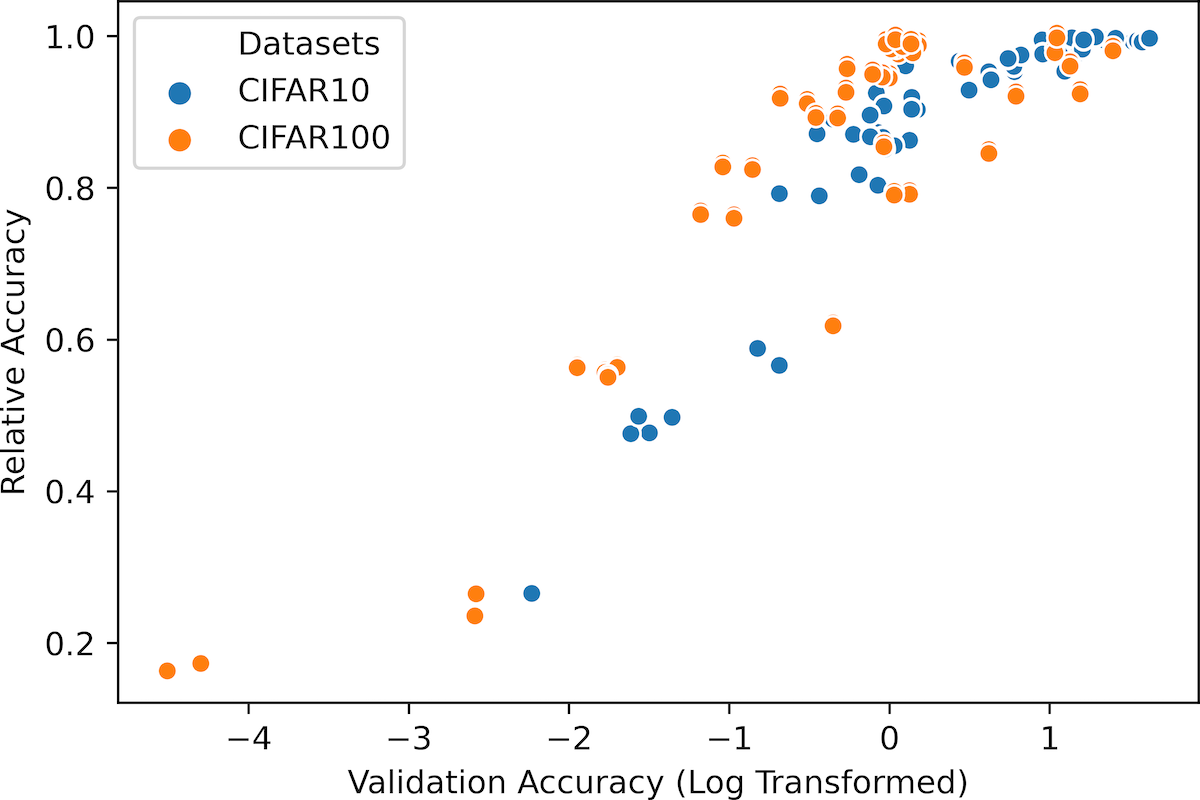 Datasets
CIFAR10
CIFAR100
Relative Accuracy
1.0
0.8
0.6
0.4
0.2
−4 −3 −2 −1 0 1
Validation Accuracy (Log Transformed)